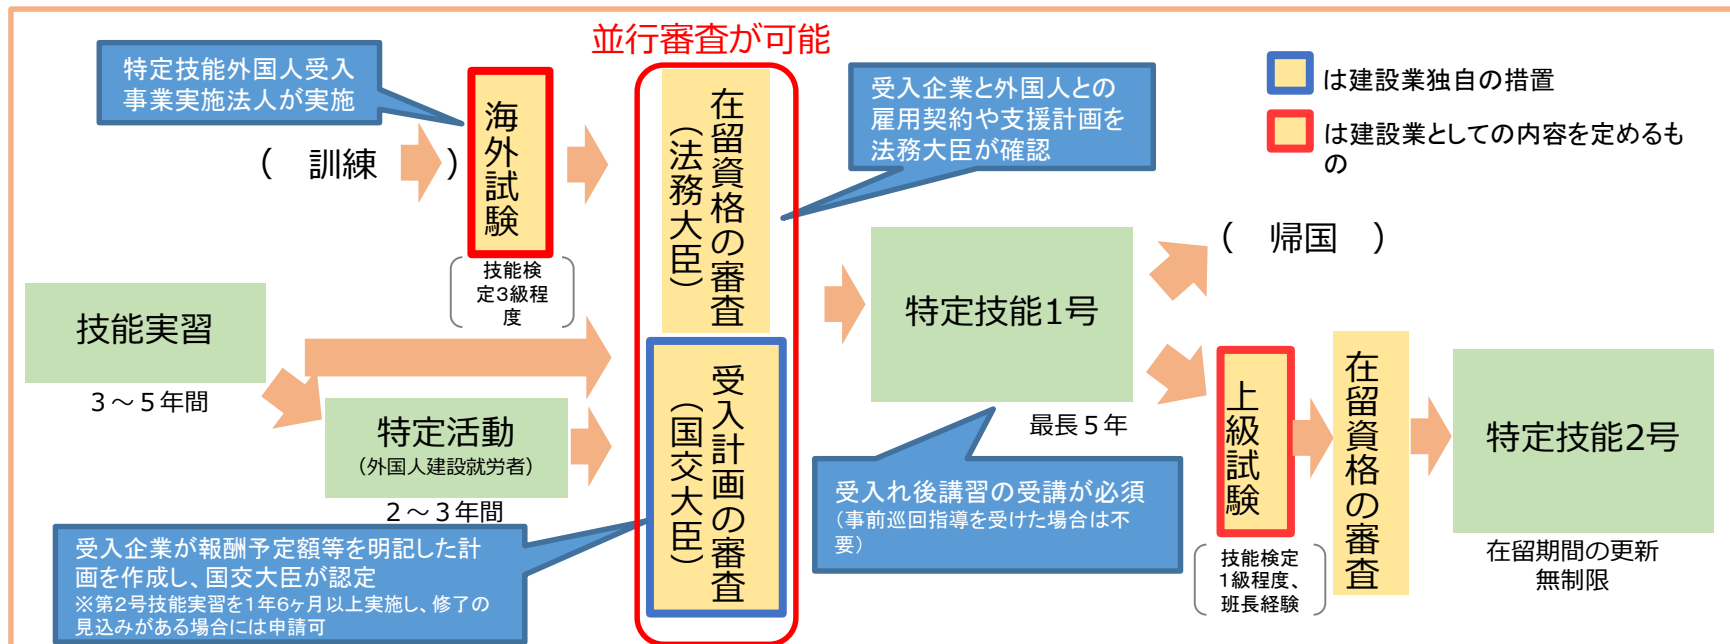 並行審査が可能
特定技能外国人受入
事業実施法人が実施
（　訓練　　）
海外試験
技能検
定3級程
度
在留資格の審査
（法務大臣）
受入企業と外国人との
雇用契約や支援計画を
法務大臣が確認
は建設業独自の措置
は建設業としての内容を定めるも
の
技能実習
３～５年間
特定活動
（外国人建設就労者）
２～３年間
受入計画の審査
（国交大臣）
受入企業が報酬予定額等を明記した計
画を作成し、国交大臣が認定
※第2号技能実習を1年6ヶ月以上実施し、修了の
見込みがある場合には申請可
特定技能1号
最長５年
受入れ後講習の受講が必須
（事前巡回指導を受けた場合は不
要）
（　帰国　）
上級試験
技能検定
1級程度、
班長経験
在留資格の審査
特定技能2号
在留期間の更新
無制限